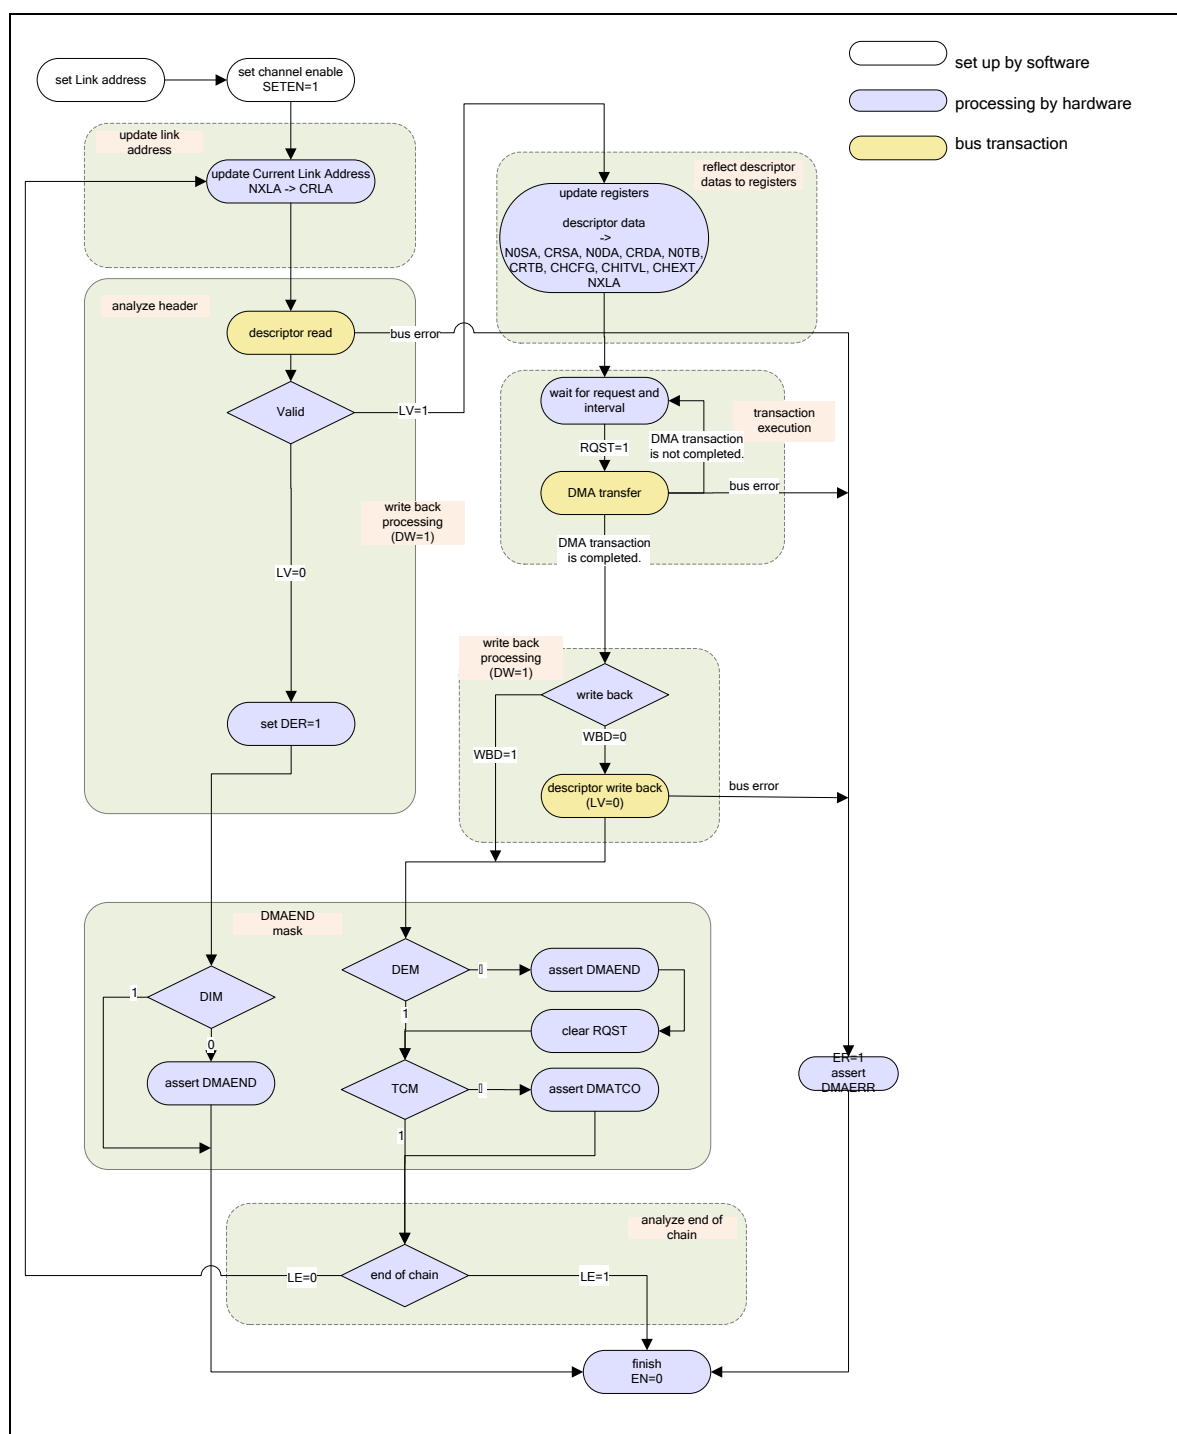 set Link address
set channel enable
SETEN=1
set up by software
processing by hardware
bus transaction
update link
address
update Current Link Address
NXLA -> CRLA
reflect descriptor
datas to registers
update registers
descriptor data
->
N0SA, CRSA, N0DA, CRDA, N0TB,
CRTB, CHCFG, CHITVL, CHEXT,
NXLA
analyze header
descriptor read
bus error
Valid
LV=1
wait for request and
interval
transaction
execution
RQST=1
DMA transaction
is not completed.
DMA transfer
bus error
write back
processing
(DW=1)
DMA transaction
is completed.
LV=0
write back
processing
(DW=1)
write back
set DER=1
WBD=0
WBD=1
descriptor write back
(LV=0)
bus error
DMAEND
mask
DEM
assert DMAEND
1
DIM
1
clear RQST
0
assert DMAEND
TCM
assert DMATCO
ER=1
assert
DMAERR
1
analyze end of
chain
end of chain
LE=0
LE=1
finish
EN=0